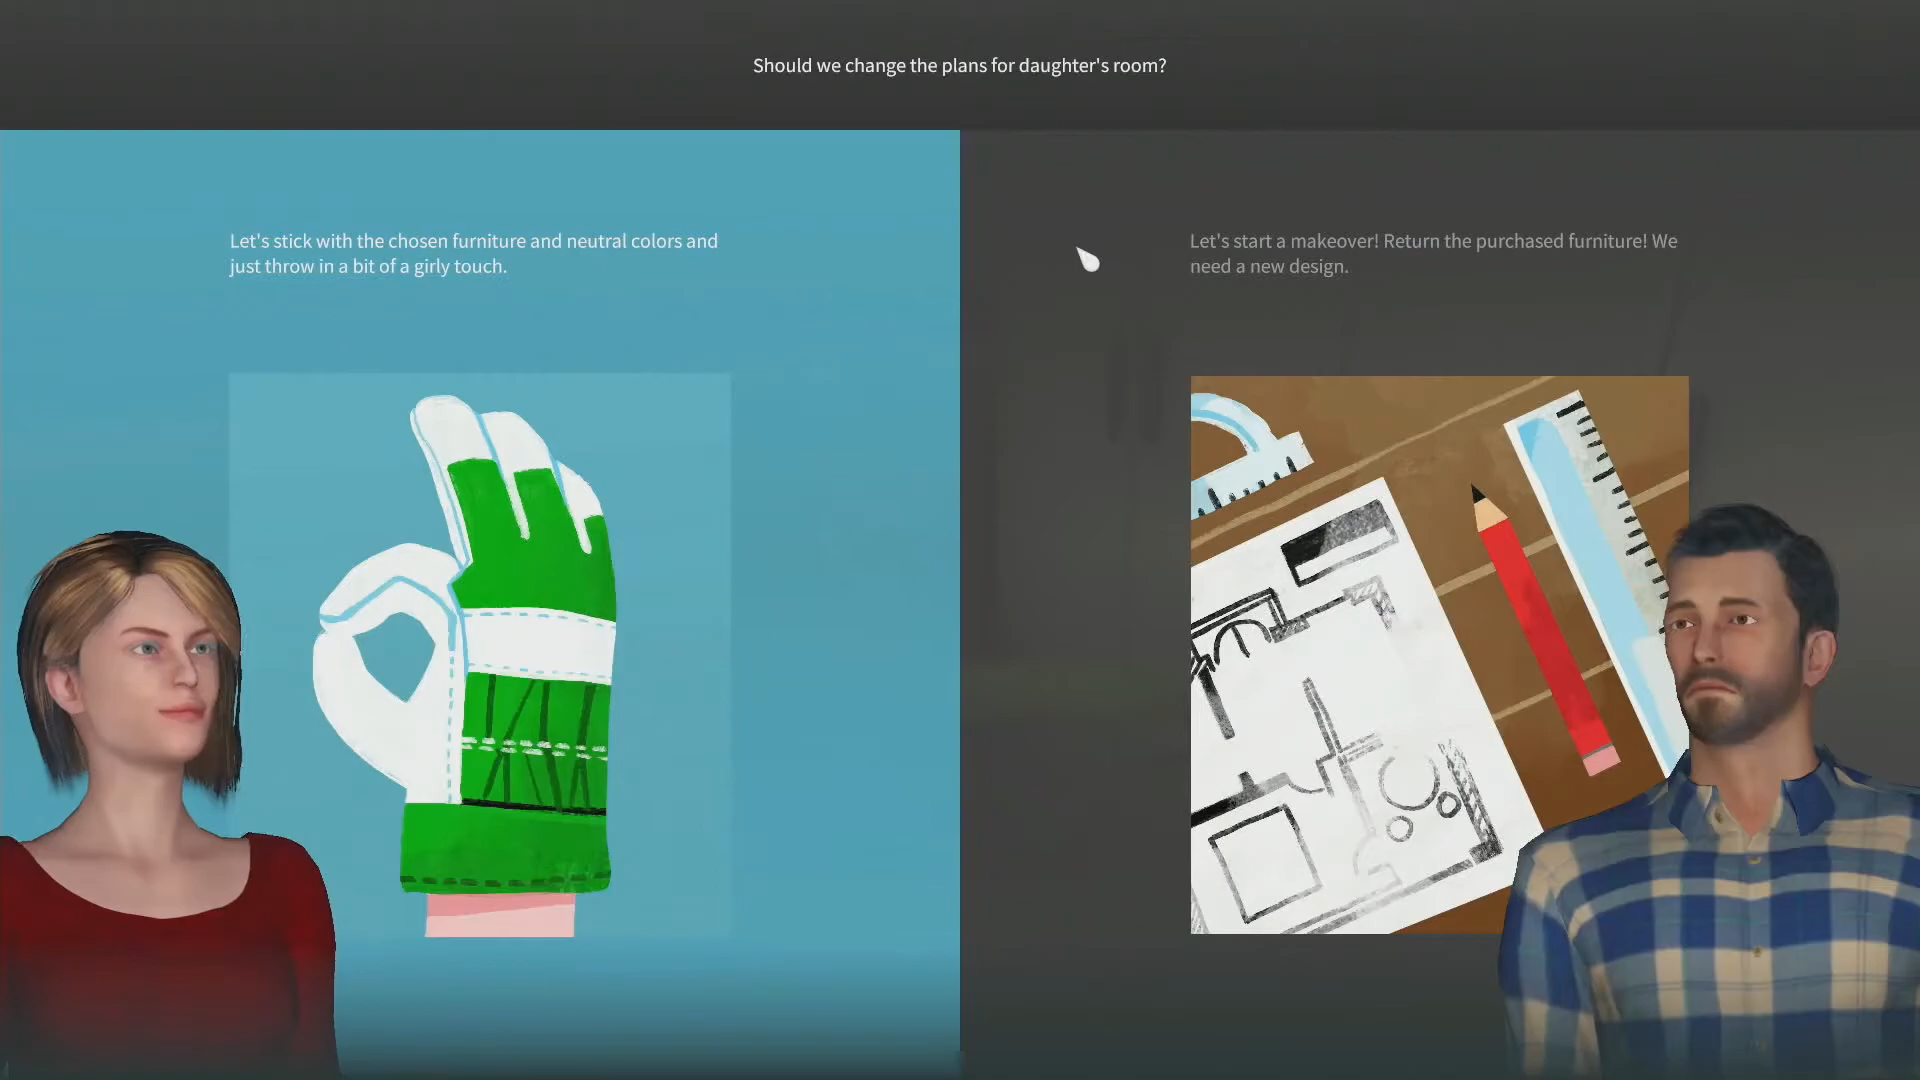 Should we change the plans for daughter's room?
Let's stick with the chosen furniture and neutral colors and
just throw in a bit of a girly touch.
Let's start a makeover! Return the purchased furniture! We
need a new design.